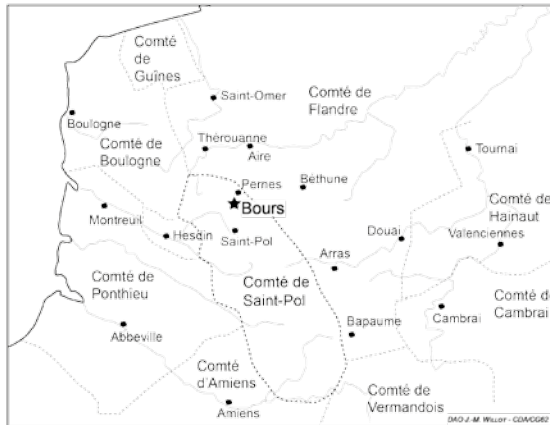 Comté
de
Guînes
Saint-Omer
Comté de
Flandre
Boulogne
Comté de
Boulogne
Thérouanne
Aire
Tournai
Pernes
Béthune
Bours
Montreuil
Hesdin
Saint-Pol
Douai
Comté de
Hainaut
Valenciennes
Arras
Comté de
Ponthieu
Comté de
Saint-Pol
Comté de
Cambrai
Cambrai
Abbeville
Bapaume
Comté
d'Amiens
Amiens
Comté de
Vermandois
DAO J.-M. WILLOT - CDA/CG62